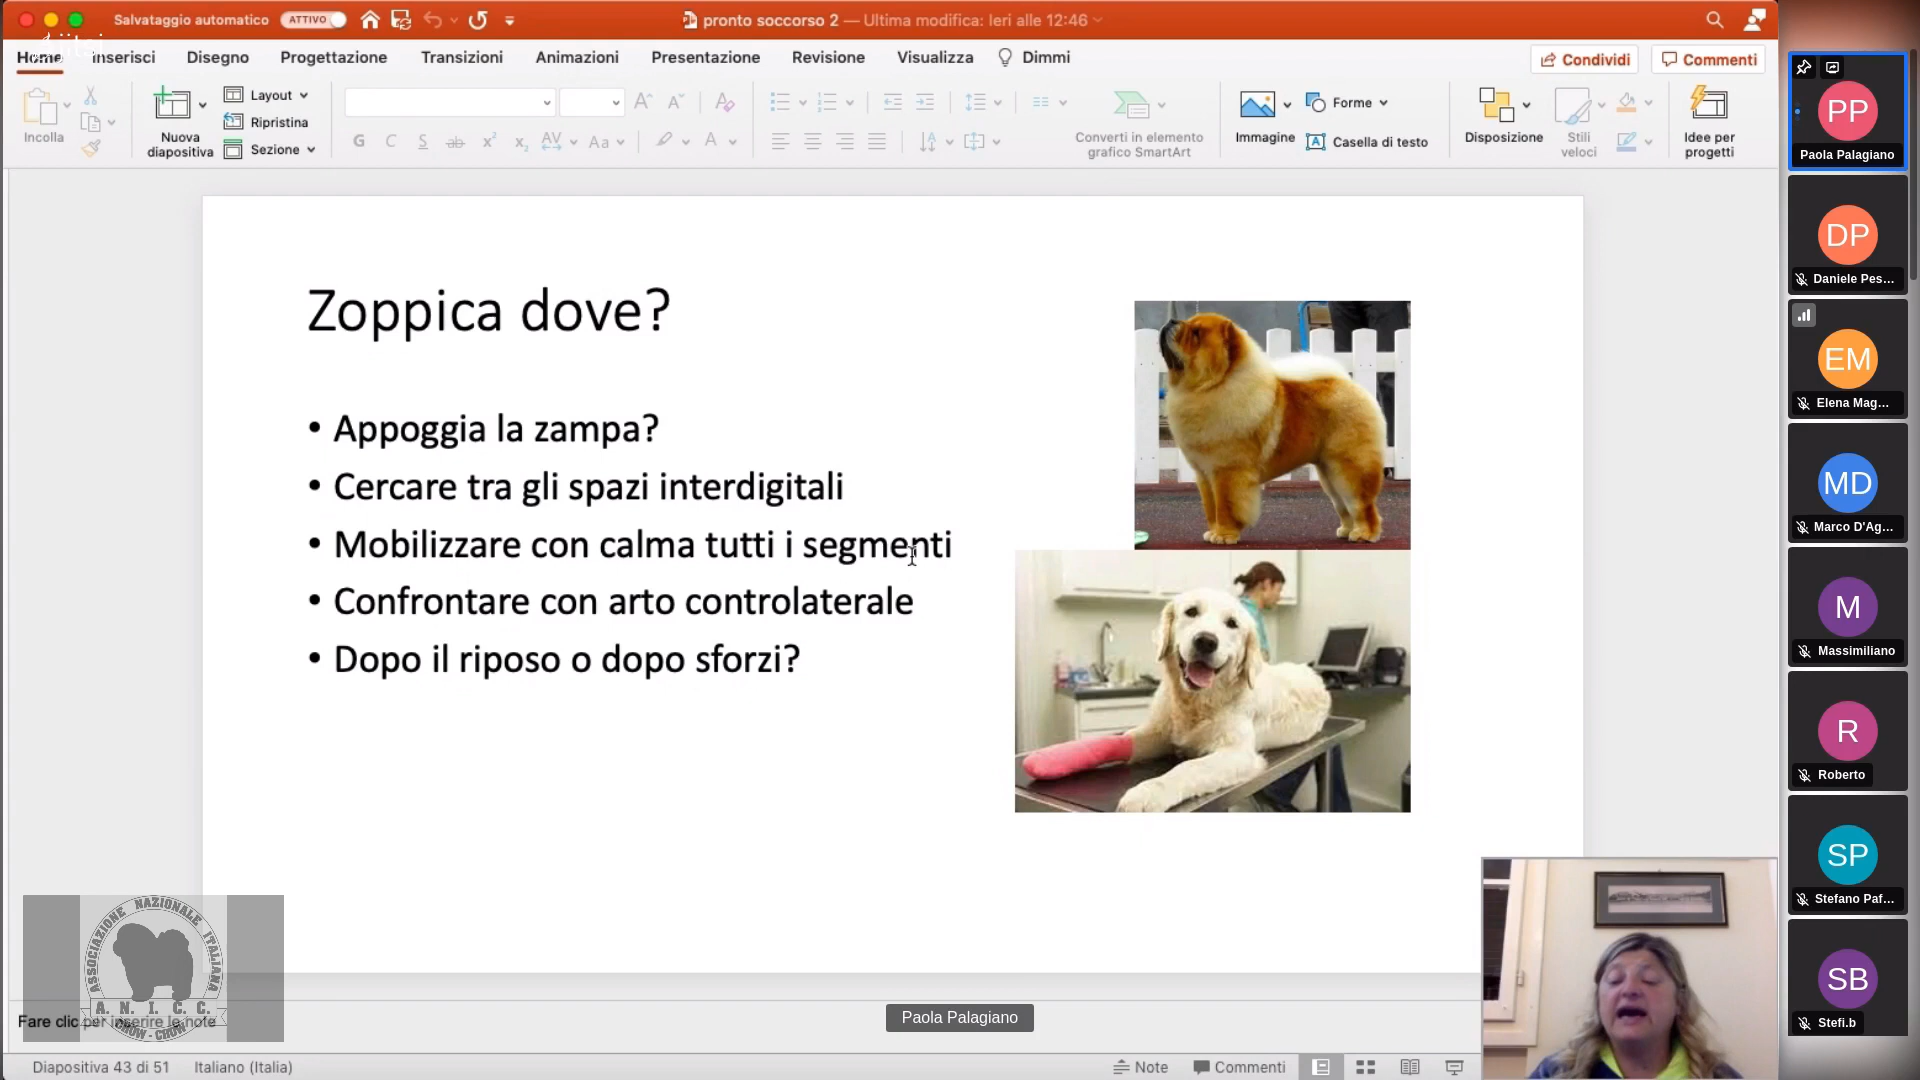 Salvataggio automatico
ATTIVO
pronto soccorso 2 — Ultima modifica: Ieri alle 12:46
Home
Inserisci
Disegno
Progettazione
Transizioni
Animazioni
Presentazione
Revisione
Visualizza
Dimmi
Condividi
Commenti
Incolla
Nuova
diapositiva
Layout
Ripristina
Sezione
Converti in elemento
grafico SmartArt
Immagine
Forme
Casella di testo
Disposizione
Stili
veloci
Idee per
progetti
Zoppica dove?
• Appoggia la zampa?
• Cercare tra gli spazi interdigitali
• Mobilizzare con calma tutti i segmenti
• Confrontare con arto controlaterale
• Dopo il riposo o dopo sforzi?
ASSOCIAZIONE NAZIONALE ITALIANA
A. N. I. C. C.
CHOW - CHOW
Fare clic per inserire le note
Paola Palagiano
Diapositiva 43 di 51
Italiano (Italia)
Note
Commenti
PP
Paola Palagiano
DP
Daniele Pes...
EM
Elena Mag...
MD
Marco D'Ag...
M
Massimiliano
R
Roberto
SP
Stefano Paf...
SB
Stefi.b